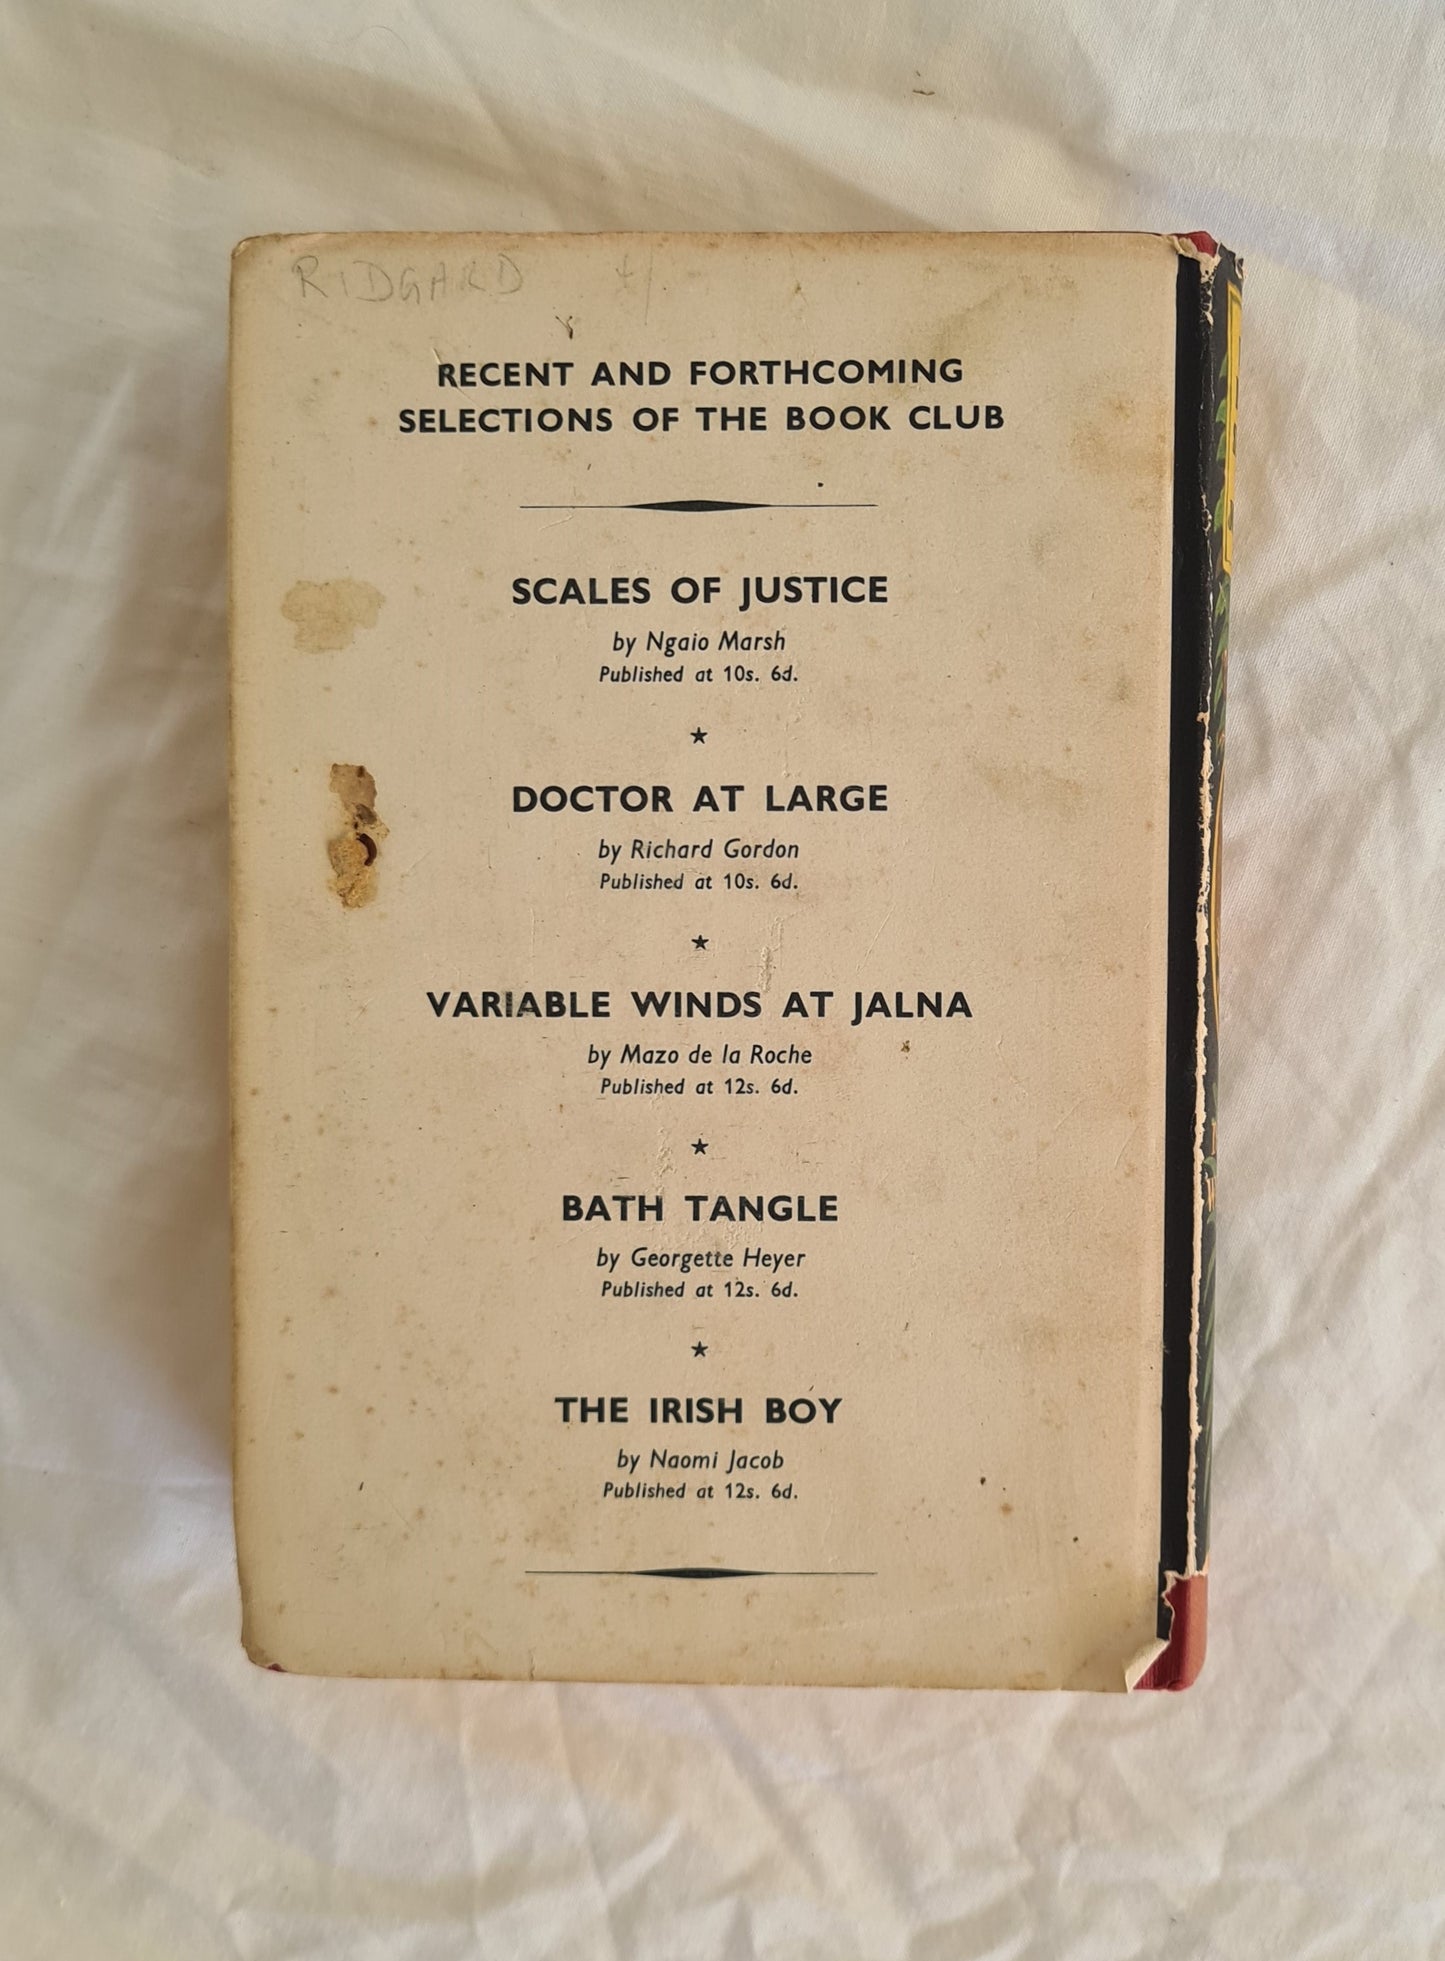 RIDGARD
RECENT AND FORTHCOMING
SELECTIONS OF THE BOOK CLUB
SCALES OF JUSTICE
by Ngaio Marsh
Published at 10s. 6d.
★
DOCTOR AT LARGE
by Richard Gordon
Published at 10s. 6d.
★
VARIABLE WINDS AT JALNA
by Mazo de la Roche
Published at 12s. 6d.
★
BATH TANGLE
by Georgette Heyer
Published at 12s. 6d.
★
THE IRISH BOY
by Naomi Jacob
Published at 12s. 6d.